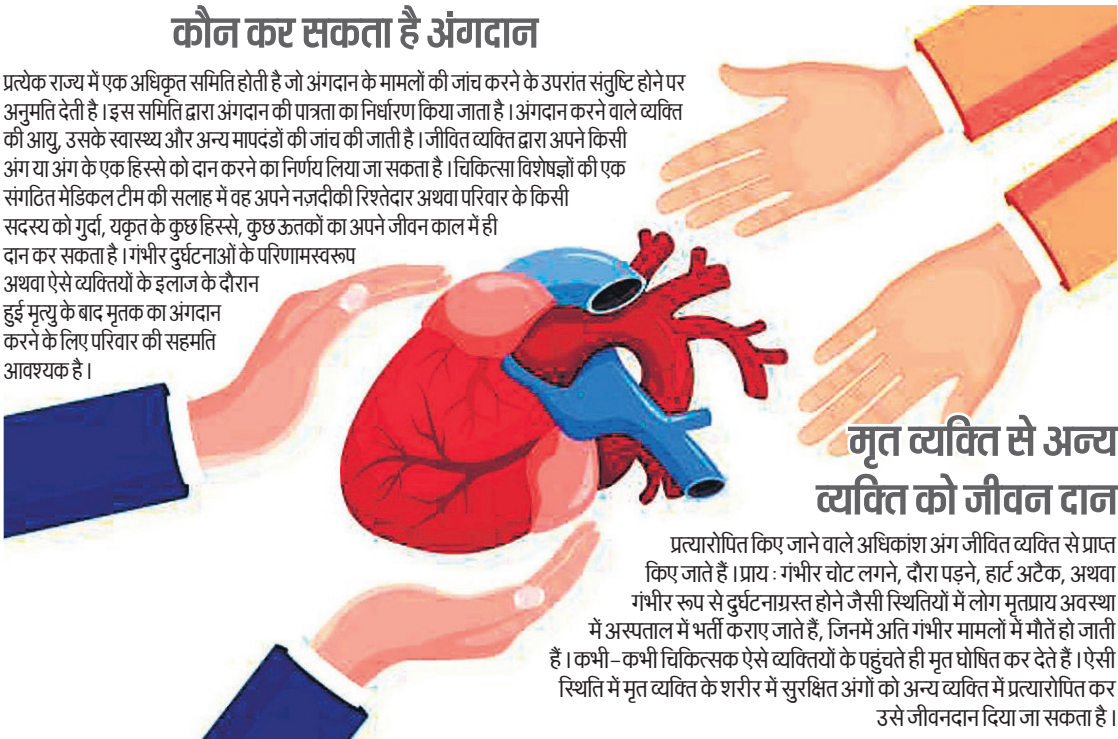 कौन कर सकता है अंगदान
प्रत्येक राज्य में एक अधिकृत समिति होती है जो अंगदान के मामलों की जांच करने के उपरांत संतुष्टि होने पर
अनुमति देती है। इस समिति द्वारा अंगदान की पात्रता का निर्धारण किया जाता है। अंगदान करने वाले व्यक्ति
की आयु, उसके स्वास्थ्य और अन्य मापदंडों की जांच की जाती है। जीवित व्यक्ति द्वारा अपने किसी
अंग या अंग के एक हिस्से को दान करने का निर्णय लिया जा सकता है। चिकित्सा विशेषज्ञों की एक
संगठित मेडिकल टीम की सलाह में वह अपने नजदीकी रिश्तेदार अथवा परिवार के किसी
सदस्य को गुर्दा, यकृत के कुछ हिस्से, कुछ ऊतकों का अपने जीवन काल में ही
दान कर सकता है। गंभीर दुर्घटनाओं के परिणामस्वरूप
अथवा ऐसे व्यक्तियों के इलाज के दौरान
हुई मृत्यु के बाद मृतक का अंगदान
करने के लिए परिवार की सहमति
आवश्यक है।
मृत व्यक्ति से अन्य
व्यक्ति को जीवन दान
प्रत्यारोपित किए जाने वाले अधिकांश अंग जीवित व्यक्ति से प्राप्त
किए जाते हैं। प्राय : गंभीर चोट लगने, दौरा पड़ने, हार्ट अटैक, अथवा
गंभीर रूप से दुर्घटनाग्रस्त होने जैसी स्थितियों में लोग मृतप्राय अवस्था
में अस्पताल में भर्ती कराए जाते हैं, जिनमें अति गंभीर मामलों में मौतें हो जाती
हैं। कभी-कभी चिकित्सक ऐसे व्यक्तियों के पहुंचते ही मृत घोषित कर देते हैं। ऐसी
स्थिति में मृत व्यक्ति के शरीर में सुरक्षित अंगों को अन्य व्यक्ति में प्रत्यारोपित कर
उसे जीवनदान दिया जा सकता है।